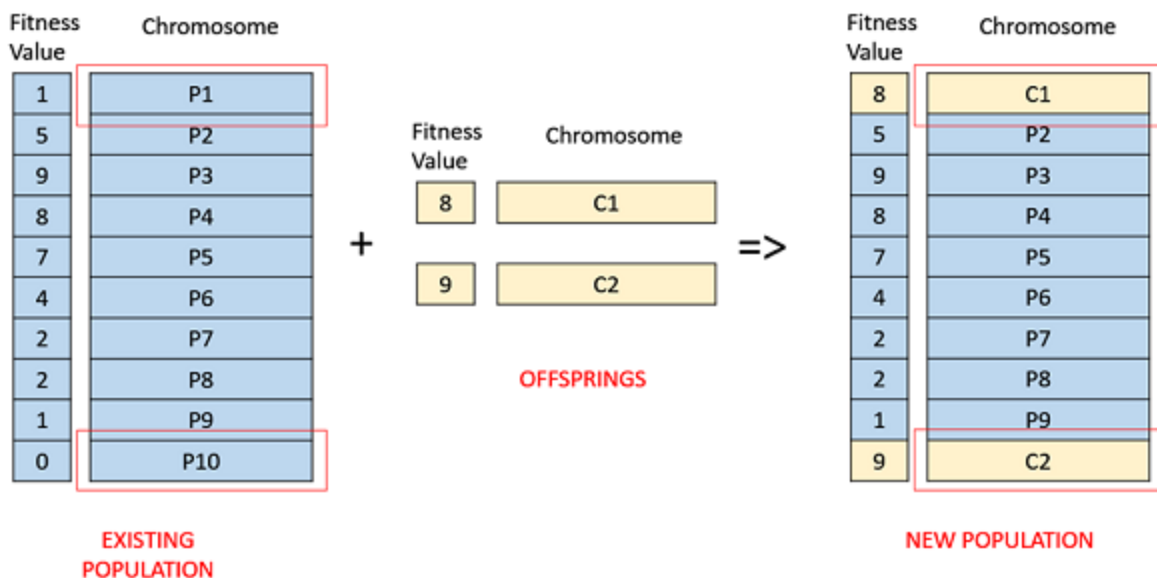 Fitness Value Chromosome
1 P1
5 P2
9 P3
8 P4
7 P5
4 P6
2 P7
2 P8
1 P9
0 P10
EXISTING
POPULATION
+
Fitness Value Chromosome
8 C1
9 C2
OFFSPRINGS
=>
Fitness Value Chromosome
8 C1
5 P2
9 P3
8 P4
7 P5
4 P6
2 P7
2 P8
1 P9
9 C2
NEW POPULATION